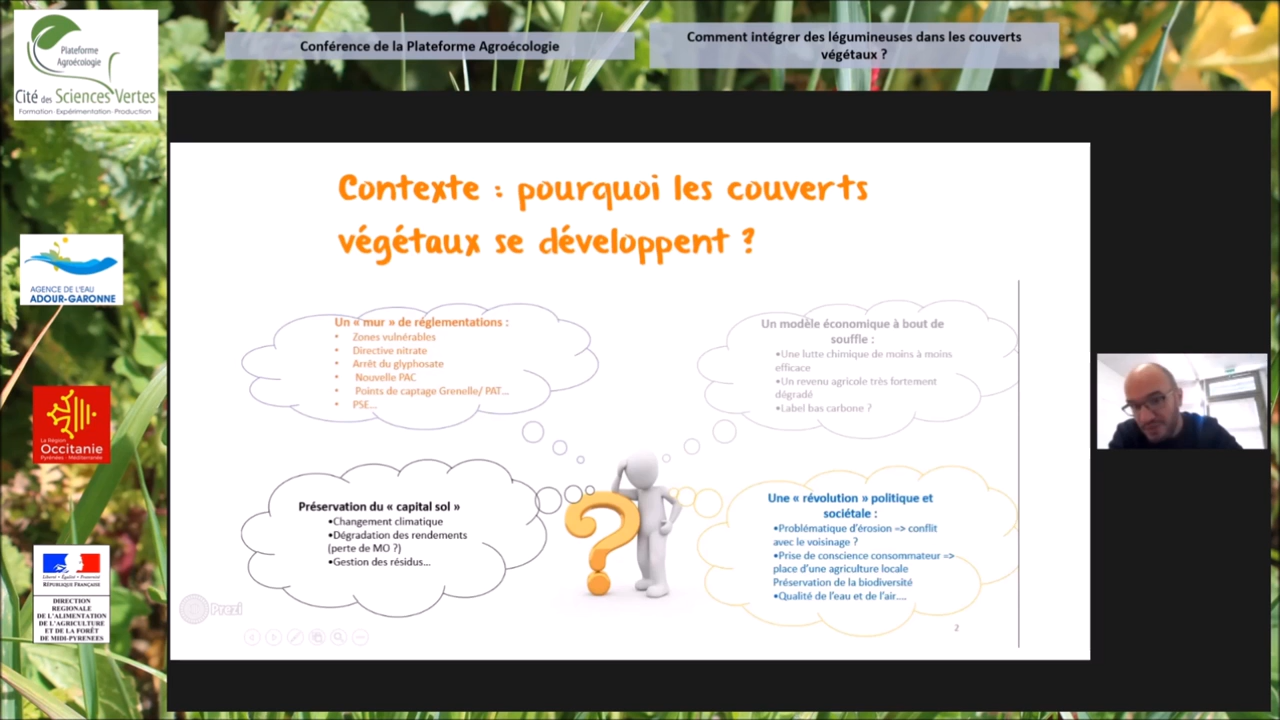 Plateforme
Agroécologie
Cité des Sciences Vertes
Formation - Expérimentation - Production
Conférence de la Plateforme Agroécologie
Comment intégrer des légumineuses dans les couverts
végétaux ?
AGENCE DE L'EAU
ADOUR-GARONNE
La Région
Occitanie
Pyrénées - Méditerranée
Liberté • Égalité • Fraternité
RÉPUBLIQUE FRANÇAISE
DIRECTION
REGIONALE
DE L'ALIMENTATION
DE L'AGRICULTURE
ET DE LA FORÊT
DE MIDI-PYRENEES
Contexte : pourquoi les couverts
végétaux se développent ?
Un « mur » de réglementations :
• Zones vulnérables
• Directive nitrate
• Arrêt du glyphosate
• Nouvelle PAC
• Points de captage Grenelle/ PAT...
• PSE...
Un modèle économique à bout de
souffle :
•Une lutte chimique de moins à moins
efficace
•Un revenu agricole très fortement
dégradé
•Label bas carbone ?
Préservation du « capital sol »
•Changement climatique
•Dégradation des rendements
(perte de MO ?)
•Gestion des résidus...
Une « révolution » politique et
sociétale :
•Problématique d'érosion => conflit
avec le voisinage ?
•Prise de conscience consommateur =>
place d'une agriculture locale
Préservation de la biodiversité
•Qualité de l'eau et de l'air....
Prezi
2